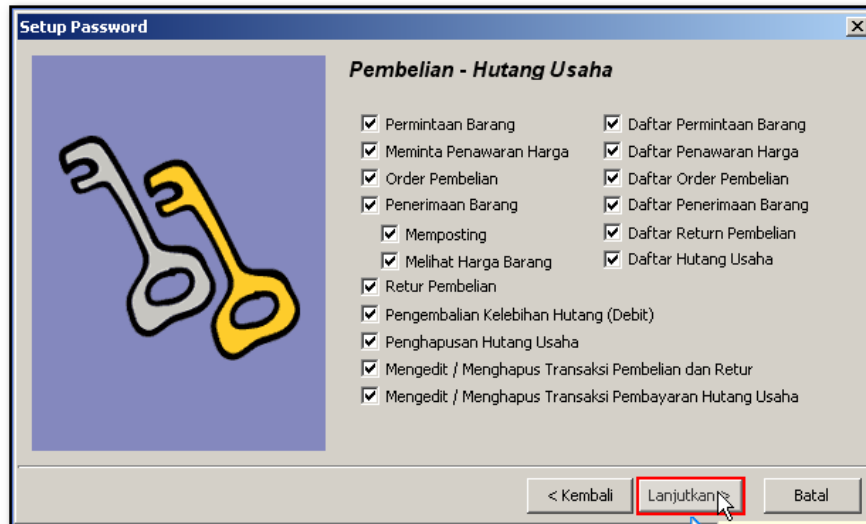 Setup Password
Pembelian - Hutang Usaha
Permintaan Barang
Meminta Penawaran Harga
Order Pembelian
Penerimaan Barang
Memposting
Melihat Harga Barang
Retur Pembelian
Pengembalian Kelebihan Hutang (Debit)
Penghapusan Hutang Usaha
Mengedit / Menghapus Transaksi Pembelian dan Retur
Mengedit / Menghapus Transaksi Pembayaran Hutang Usaha
Daftar Permintaan Barang
Daftar Penawaran Harga
Daftar Order Pembelian
Daftar Penerimaan Barang
Daftar Return Pembelian
Daftar Hutang Usaha
< Kembali
Lanjutkan >
Batal